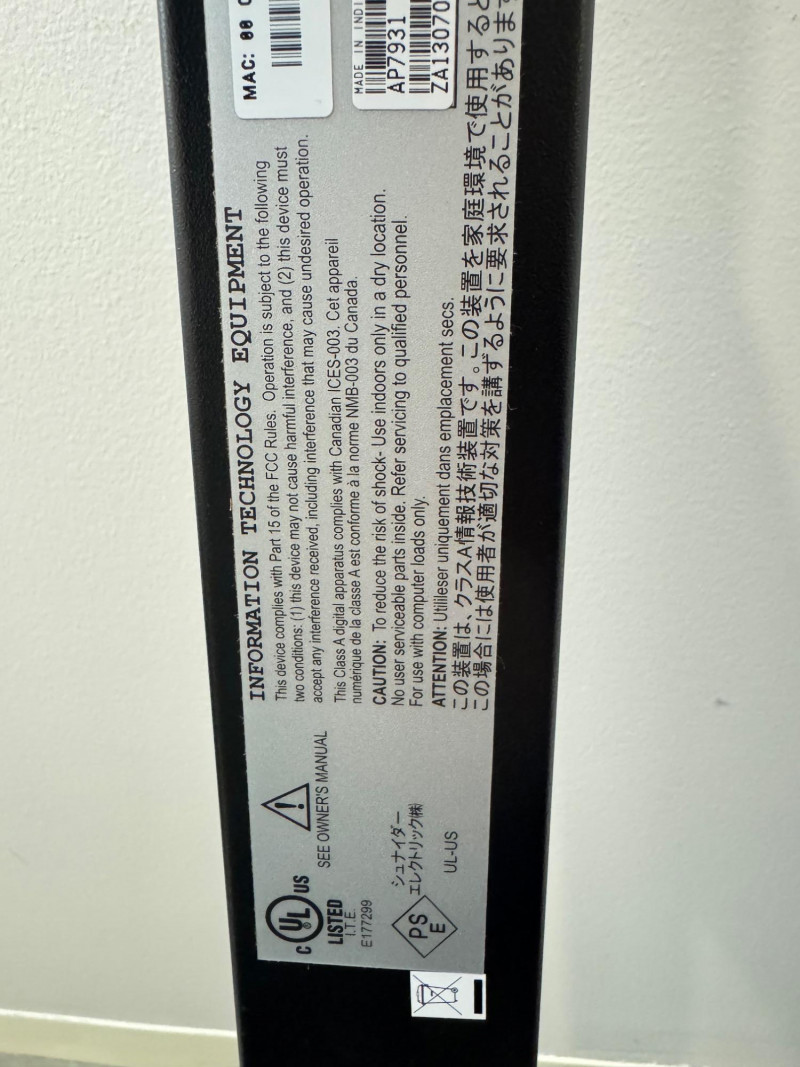 MAC: 00
MADE IN
AP7931
ZA13070
INFORMATION TECHNOLOGY EQUIPMENT
This device complies with Part 15 of the FCC Rules. Operation is subject to the following
two conditions: (1) this device may not cause harmful interference, and (2) this device must
accept any interference received, including interference that may cause undesired operation.
This Class A digital apparatus complies with Canadian ICES-003. Cet appareil
numérique de la classe A est conforme à la norme NMB-003 du Canada.
CAUTION: To reduce the risk of shock- Use indoors only in a dry location.
No user serviceable parts inside. Refer servicing to qualified personnel.
For use with computer loads only.
ATTENTION: Utilileser uniquement dans emplacement secs.
この装置は、クラスA情報技術装置です。この装置を家庭環境で使用すると
この場合には使用者が適切な対策を講ずるように要求されることがあります
SEE OWNER'S MANUAL
C UL US
LISTED
I.T.E.
E177299
PS
E
シュナイダー
エレクトリック㈱
UL-US